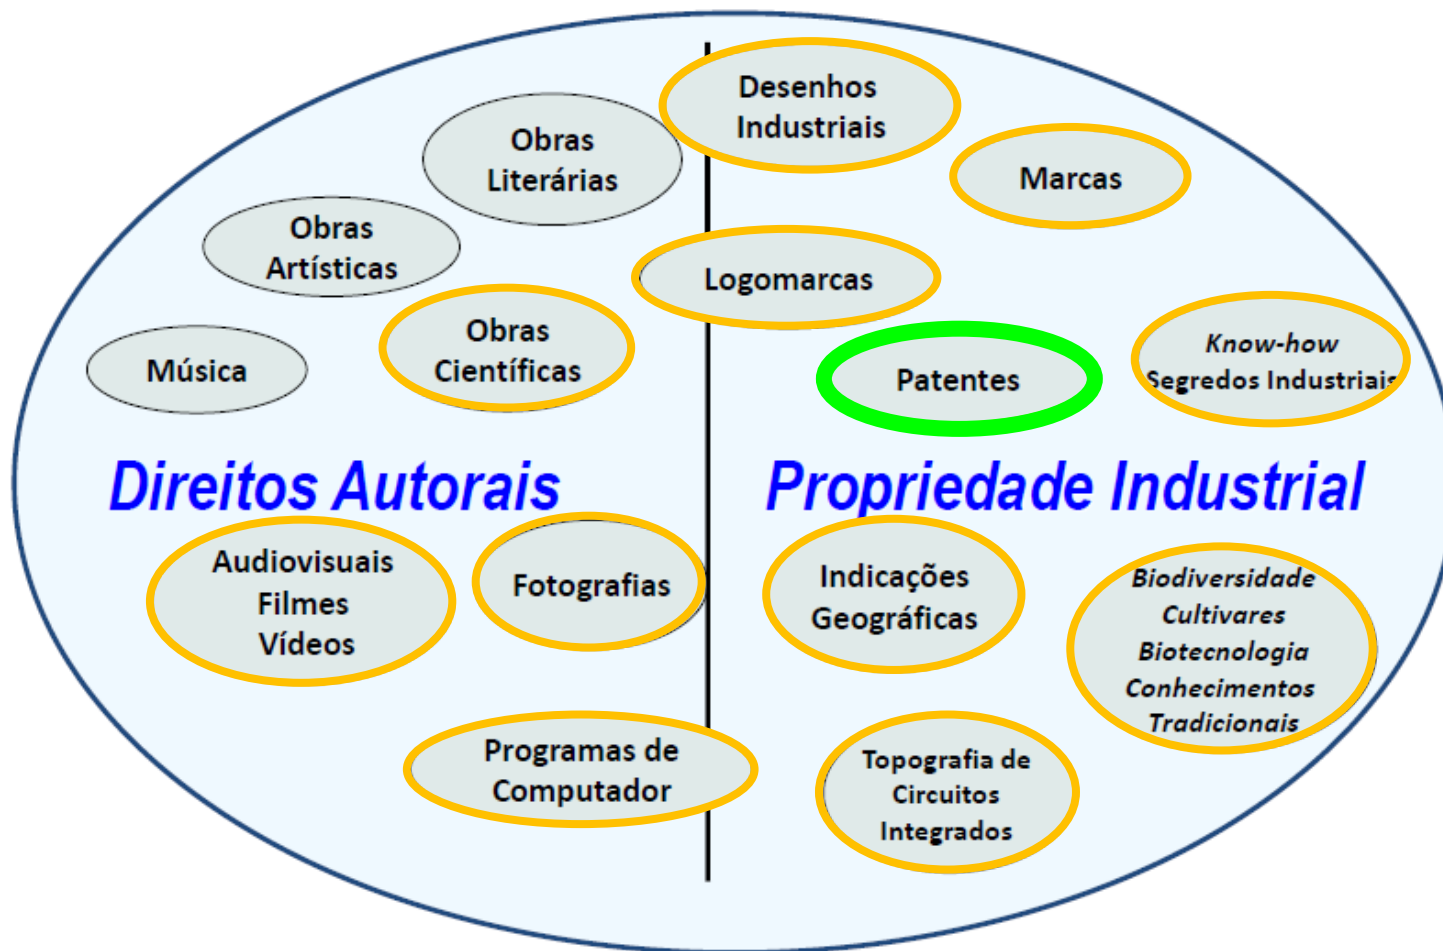 Desenhos
Industriais
Obras
Literárias
Marcas
Obras
Artísticas
Logomarcas
Obras
Científicas
Música
Patentes
Know-how
Segredos Industriais
Direitos Autorais
Propriedade Industrial
Audiovisuais
Filmes
Vídeos
Fotografias
Indicações
Geográficas
Biodiversidade
Cultivares
Biotecnologia
Conhecimentos
Tradicionais
Programas de
Computador
Topografia de
Circuitos
Integrados